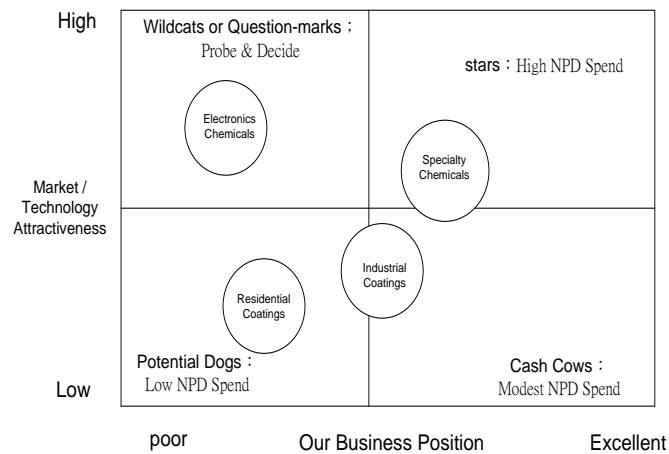 High
Wildcats or Question-marks；
Probe & Decide
stars：High NPD Spend
Electronics
Chemicals
Specialty
Chemicals
Market /
Technology
Attractiveness
Industrial
Coatings
Residential
Coatings
Potential Dogs：
Low NPD Spend
Cash Cows：
Modest NPD Spend
Low
poor
Our Business Position
Excellent